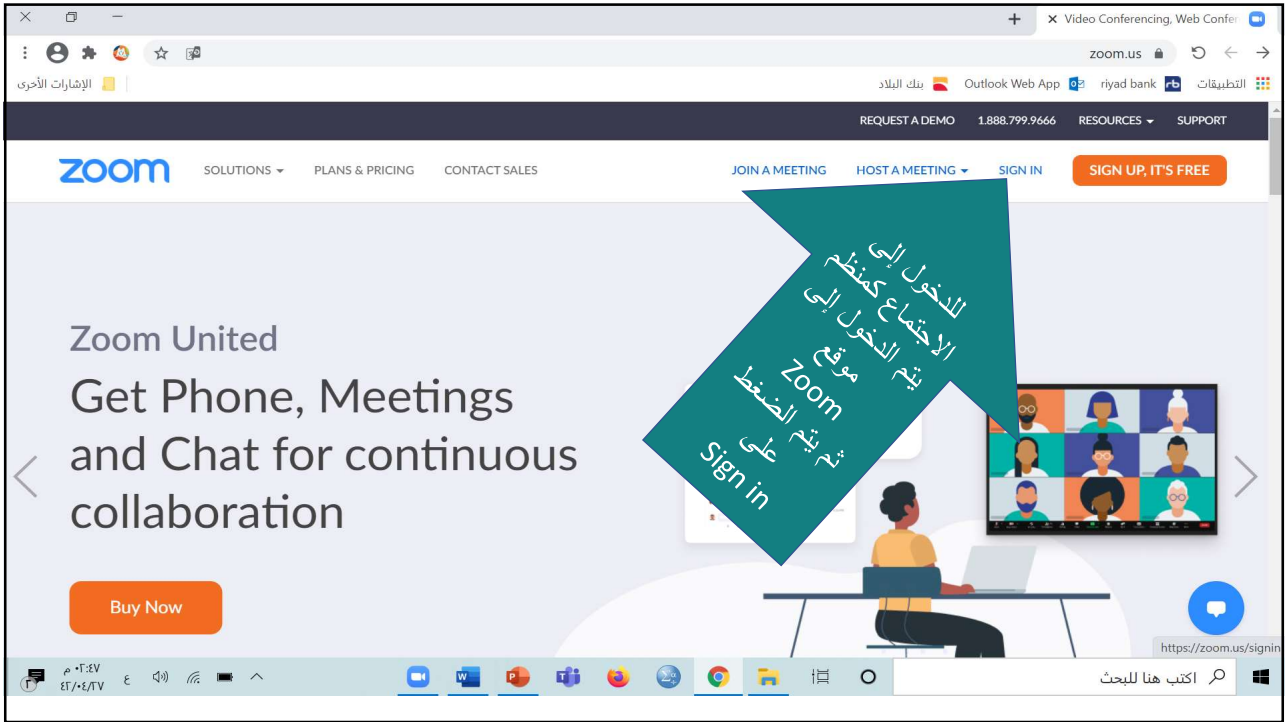 Video Conferencing, Web Confer
zoom.us
التطبيقات
riyad bank
Outlook Web App
بنك البلاد
الإشارات الأخرى
REQUEST A DEMO 1.888.799.9666 RESOURCES SUPPORT
zoom SOLUTIONS PLANS & PRICING CONTACT SALES JOIN A MEETING HOST A MEETING SIGN IN SIGN UP, IT'S FREE
للدخول إلى
الاجتماع كمنظم
يتم الدخول إلى
موقع
Zoom
ثم يتم الضغط
على
Sign in
Zoom United
Get Phone, Meetings
and Chat for continuous
collaboration
Buy Now
https://zoom.us/signin
اكتب هنا للبحث
ع
٠٢:٤٧ م
٤٢/٠٤/٢٧